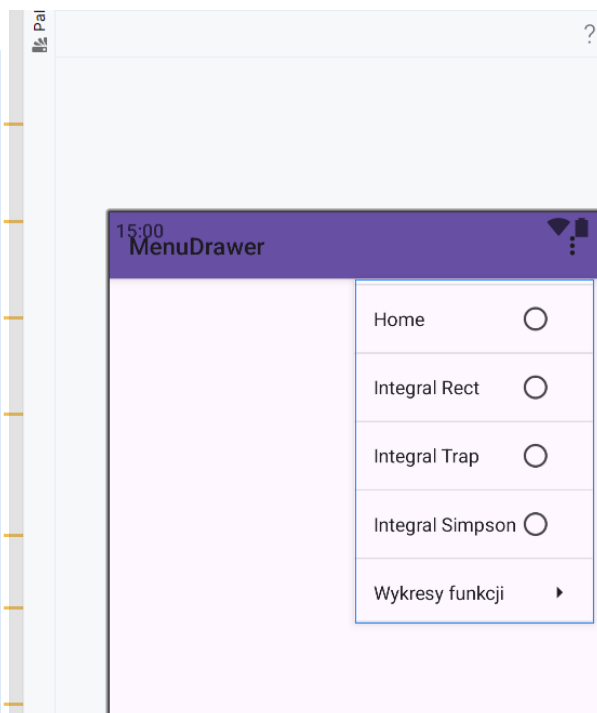 Pal
?
15:00
MenuDrawer
Home
Integral Rect
Integral Trap
Integral Simpson
Wykresy funkcji